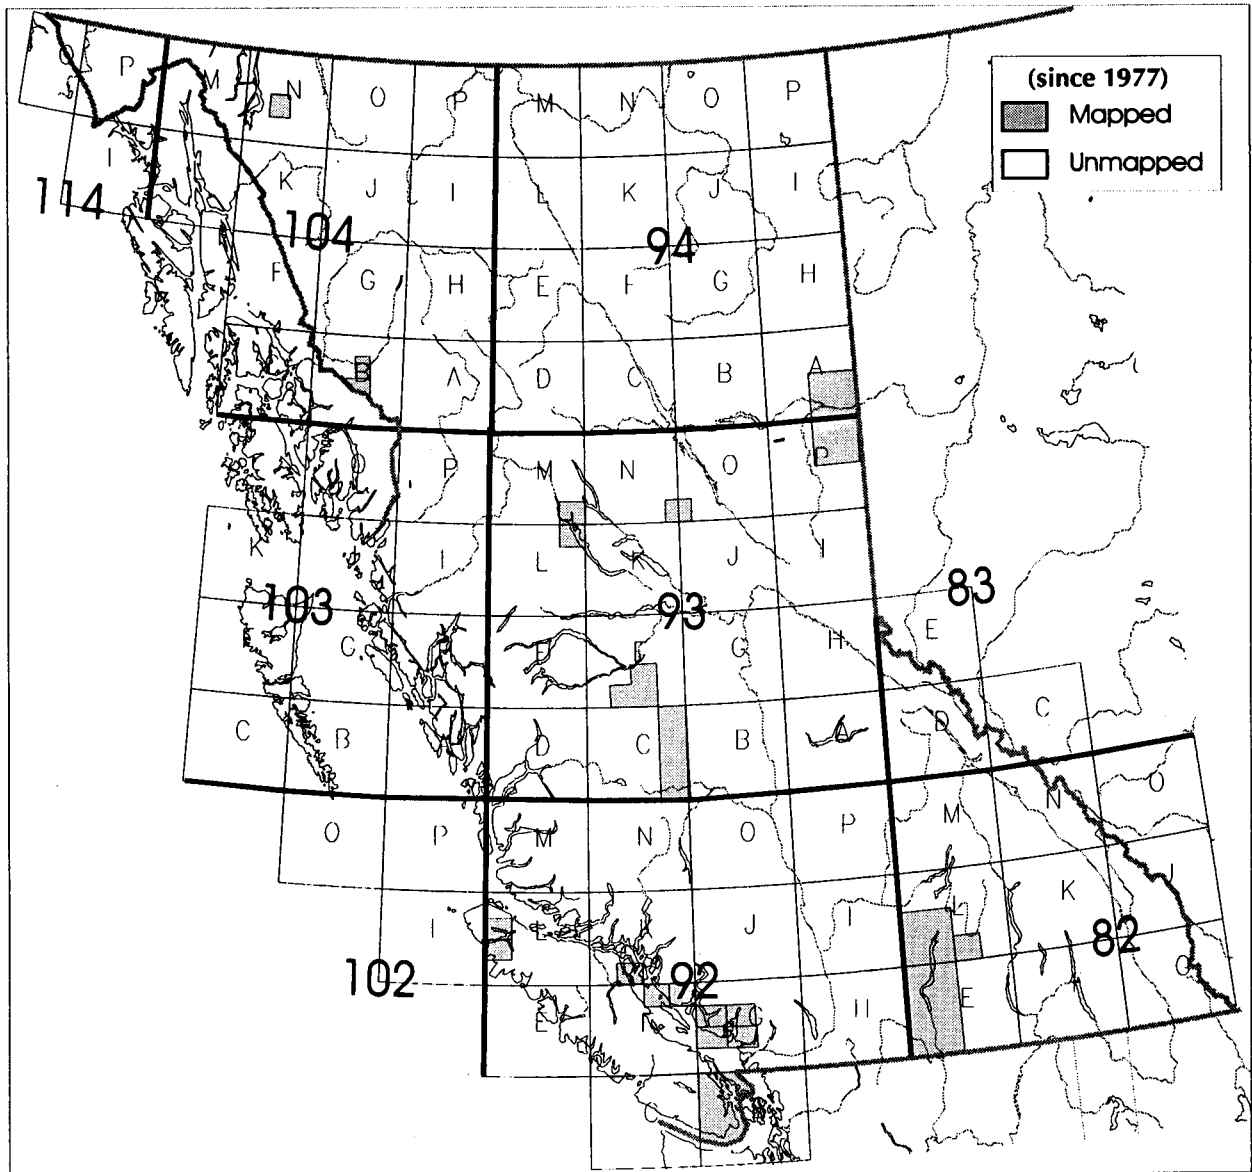 (since 1977)
Mapped
Unmapped
O P M N O P M N O P
I K J I L K J I
114 104 94
F G H E F G H
B A D C B A
O P M N O P
K I L K J I
103 93 83
G F G H E
C B D C B A D C
O P M N O P M N O
I L J I L K J
102 92 82
E F G H E G
C B